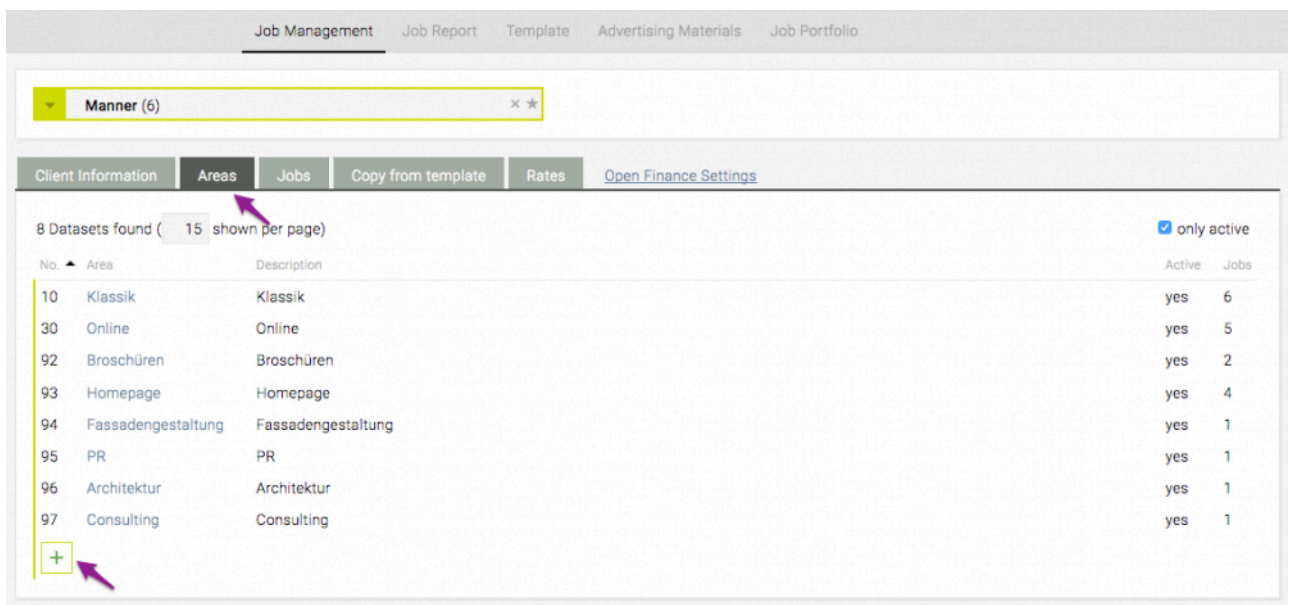 Job Management Job Report Template Advertising Materials Job Portfolio
Manner (6)
Client Information Areas Jobs Copy from template Rates Open Finance Settings
8 Datasets found ( 15 shown per page) only active
No. Area Description Active Jobs
10 Klassik Klassik yes 6
30 Online Online yes 5
92 Broschüren Broschüren yes 2
93 Homepage Homepage yes 4
94 Fassadengestaltung Fassadengestaltung yes 1
95 PR PR yes 1
96 Architektur Architektur yes 1
97 Consulting Consulting yes 1
+